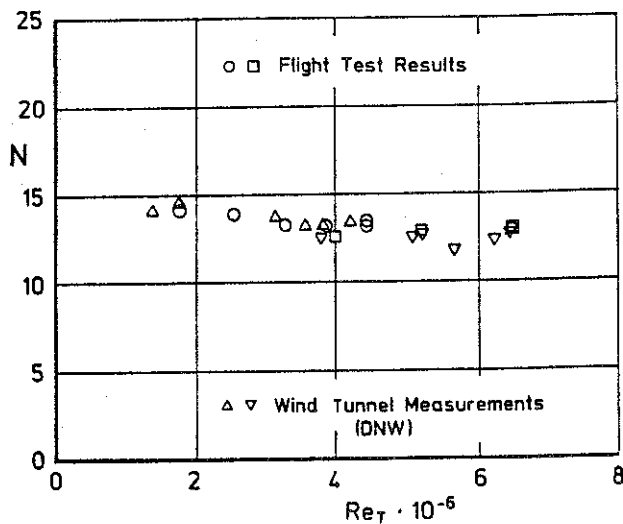 25
20
N
15
10
5
0
○ □ Flight Test Results
△ ▽ Wind Tunnel Measurements
(DNW)
0 2 4 6 8
Re_T · 10⁻⁶